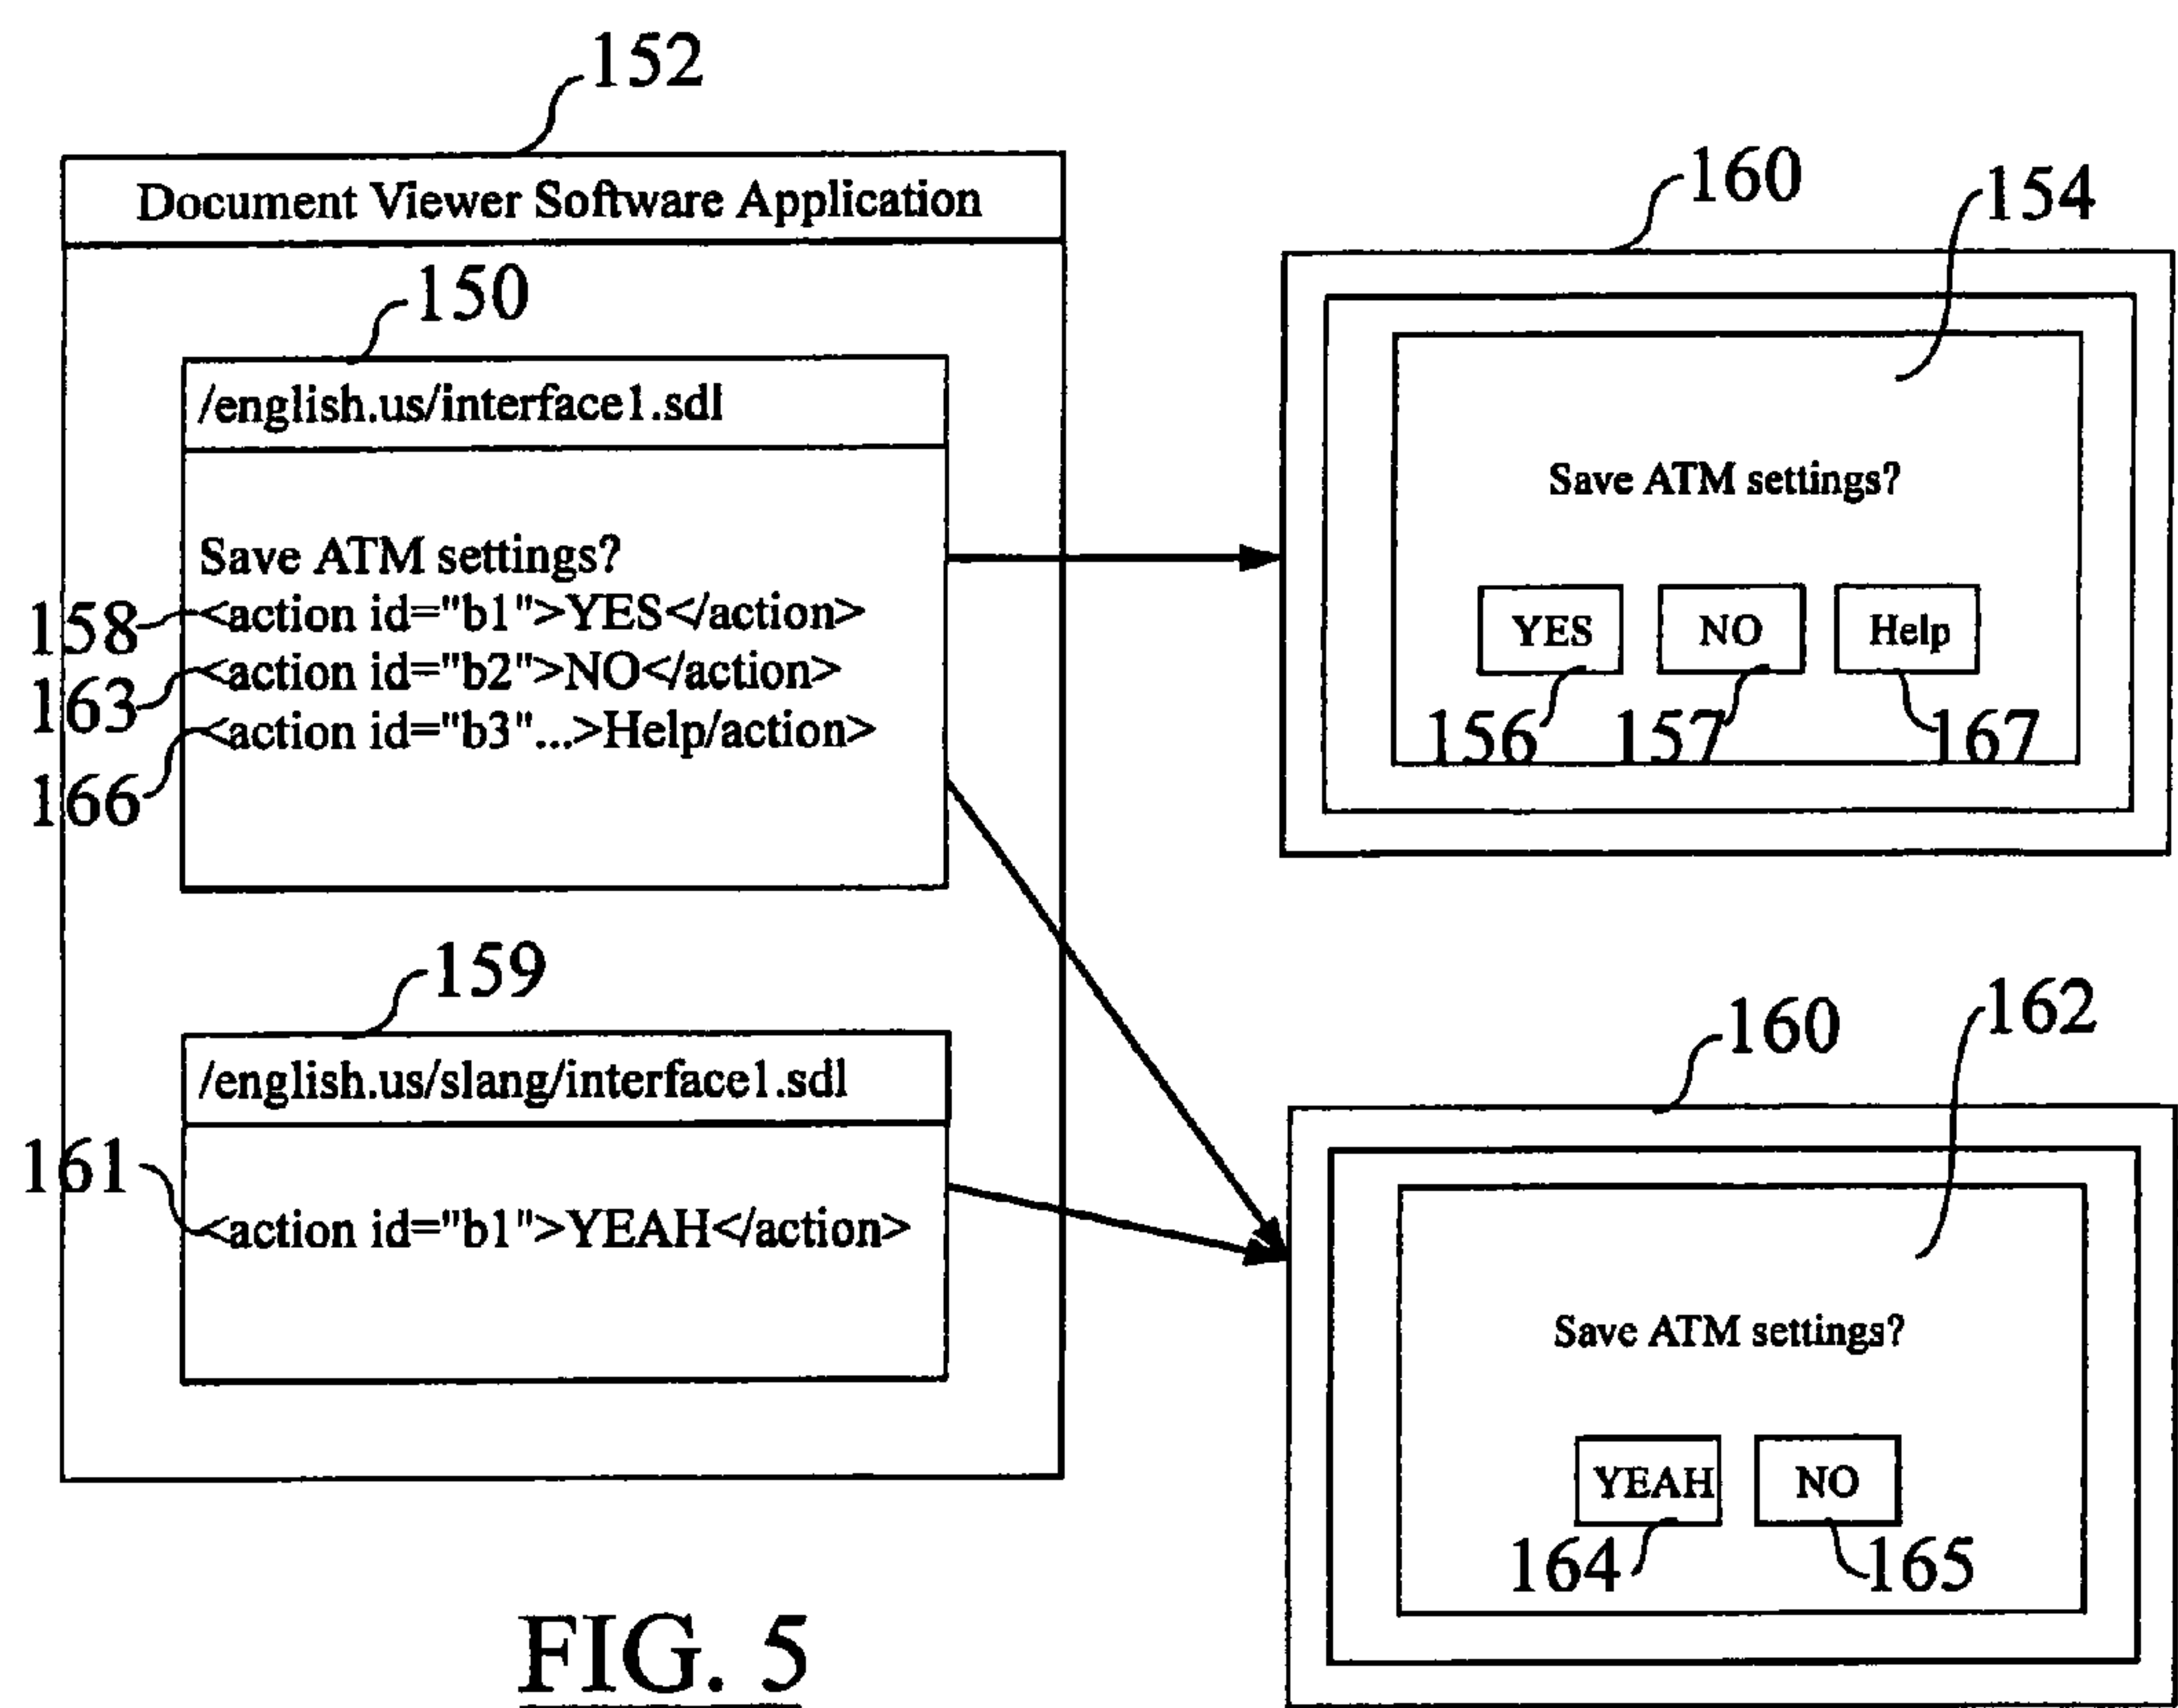 152
Document Viewer Software Application
150
/english.us/interface1.sdl
Save ATM settings?
158
<action id="b1">YES</action>
163
<action id="b2">NO</action>
166
<action id="b3"...>Help/action>
159
/english.us/slang/interface1.sdl
161
<action id="b1">YEAH</action>
160
154
Save ATM settings?
YES NO Help
156 157 167
160
162
Save ATM settings?
YEAH NO
164 165
FIG. 5